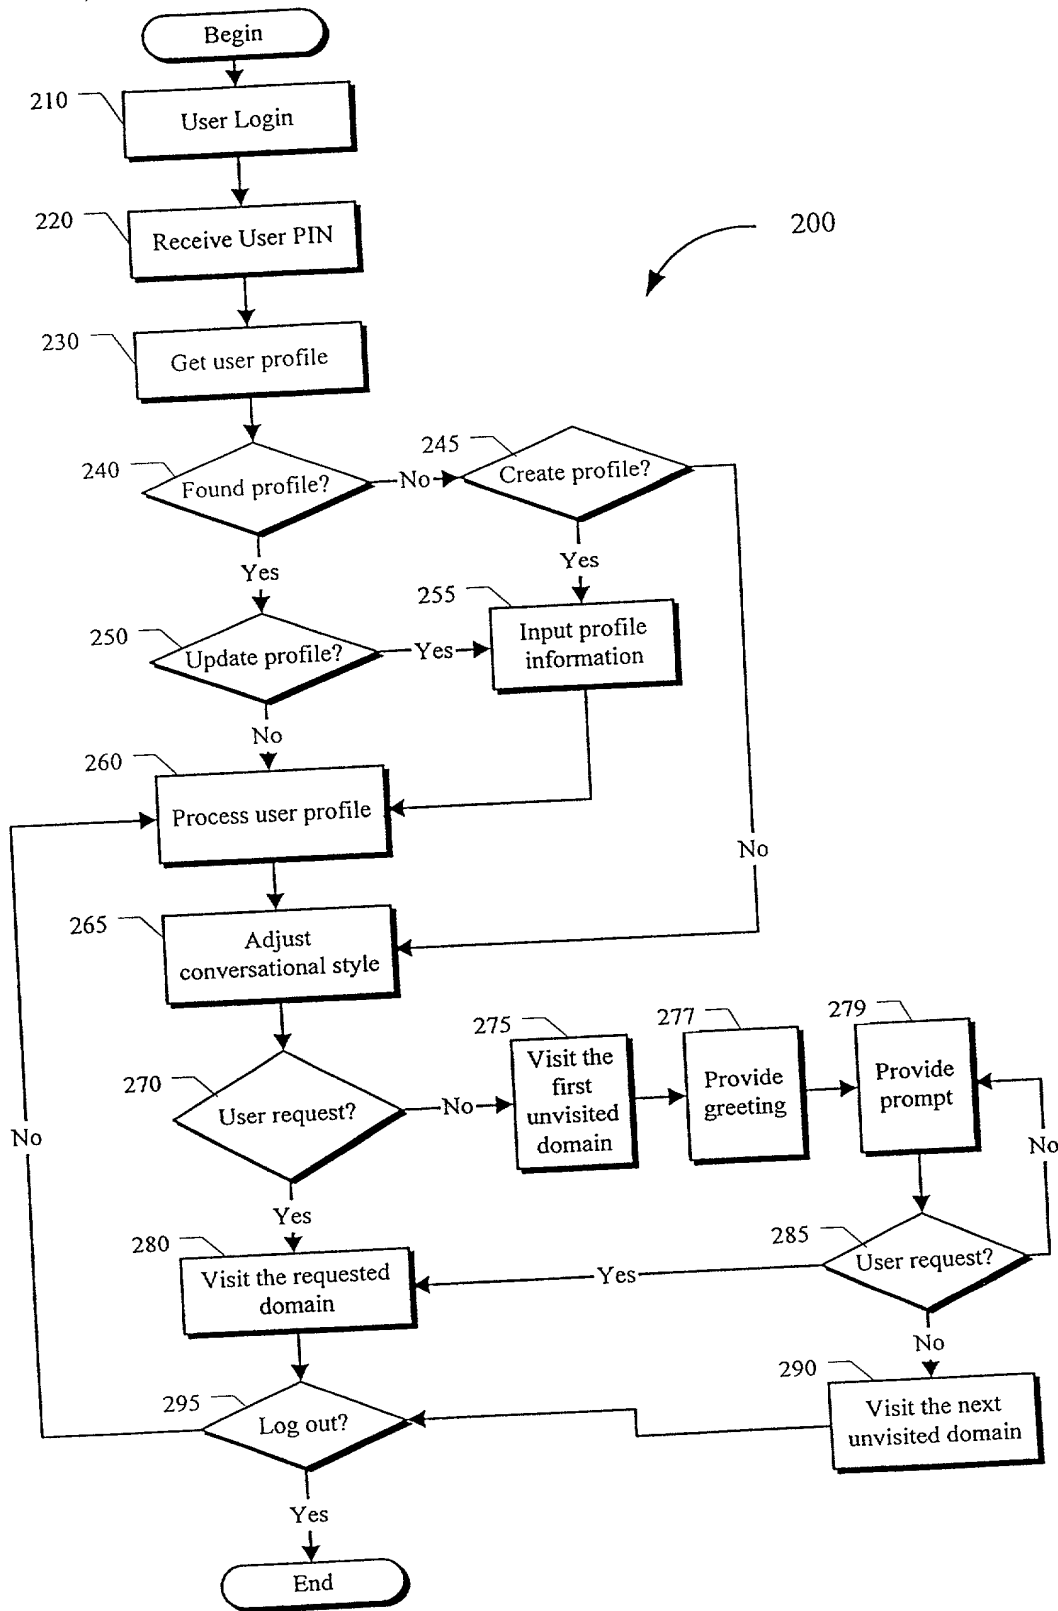 Begin
210
User Login
220
Receive User PIN
200
230
Get user profile
240
Found profile?
No
245
Create profile?
Yes
Yes
250
Update profile?
Yes
255
Input profile
information
No
260
Process user profile
No
265
Adjust
conversational style
270
User request?
No
275
Visit the
first
unvisited
domain
277
Provide
greeting
279
Provide
prompt
No
No
Yes
280
Visit the requested
domain
Yes
285
User request?
No
290
Visit the next
unvisited domain
295
Log out?
Yes
End